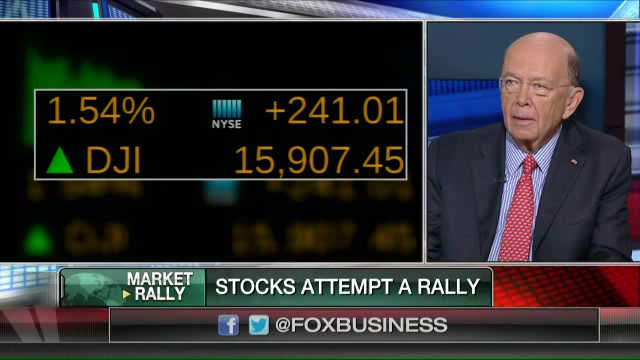 1.54% NYSE +241.01
▲ DJI 15,907.45
MARKET
RALLY
STOCKS ATTEMPT A RALLY
@FOXBUSINESS